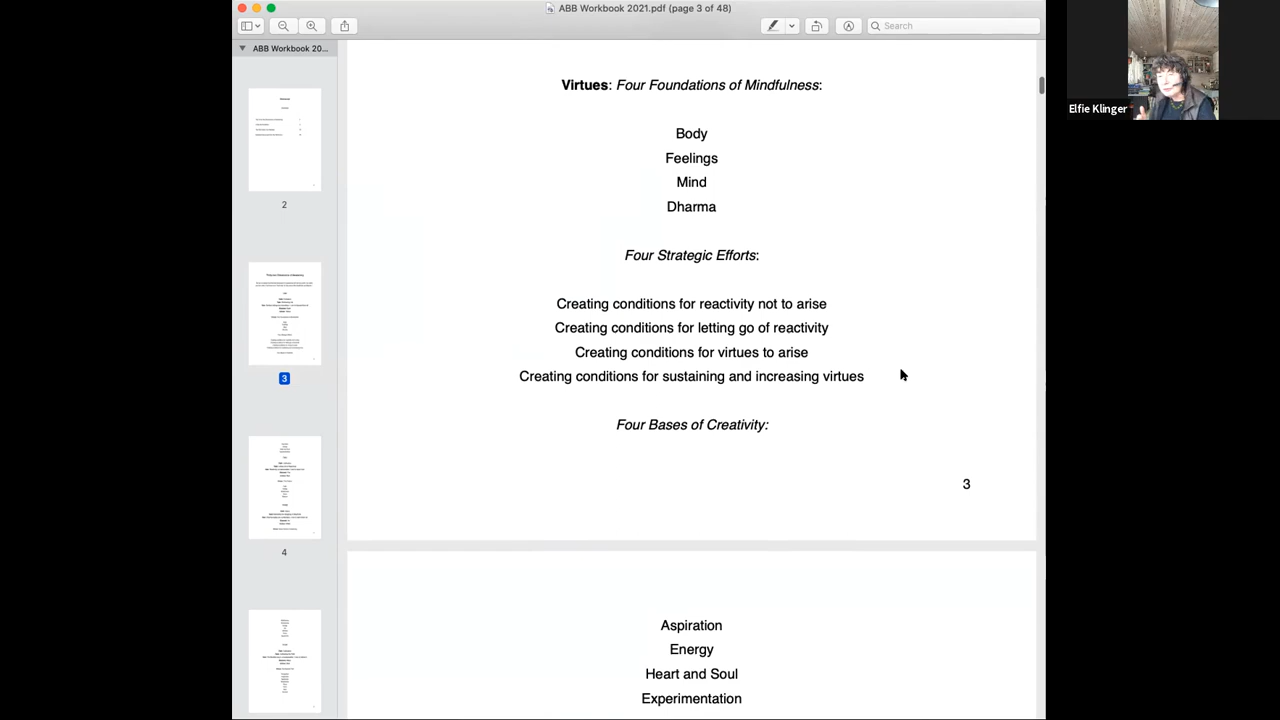 ABB Workbook 2021.pdf (page 3 of 48)
Search
ABB Workbook 20...
2
3
4
Virtues: Four Foundations of Mindfulness:
Body
Feelings
Mind
Dharma
Four Strategic Efforts:
Creating conditions for reactivity not to arise
Creating conditions for letting go of reactivity
Creating conditions for virtues to arise
Creating conditions for sustaining and increasing virtues
Four Bases of Creativity:
3
Aspiration
Energy
Heart and Soul
Experimentation
Elfie Klinger